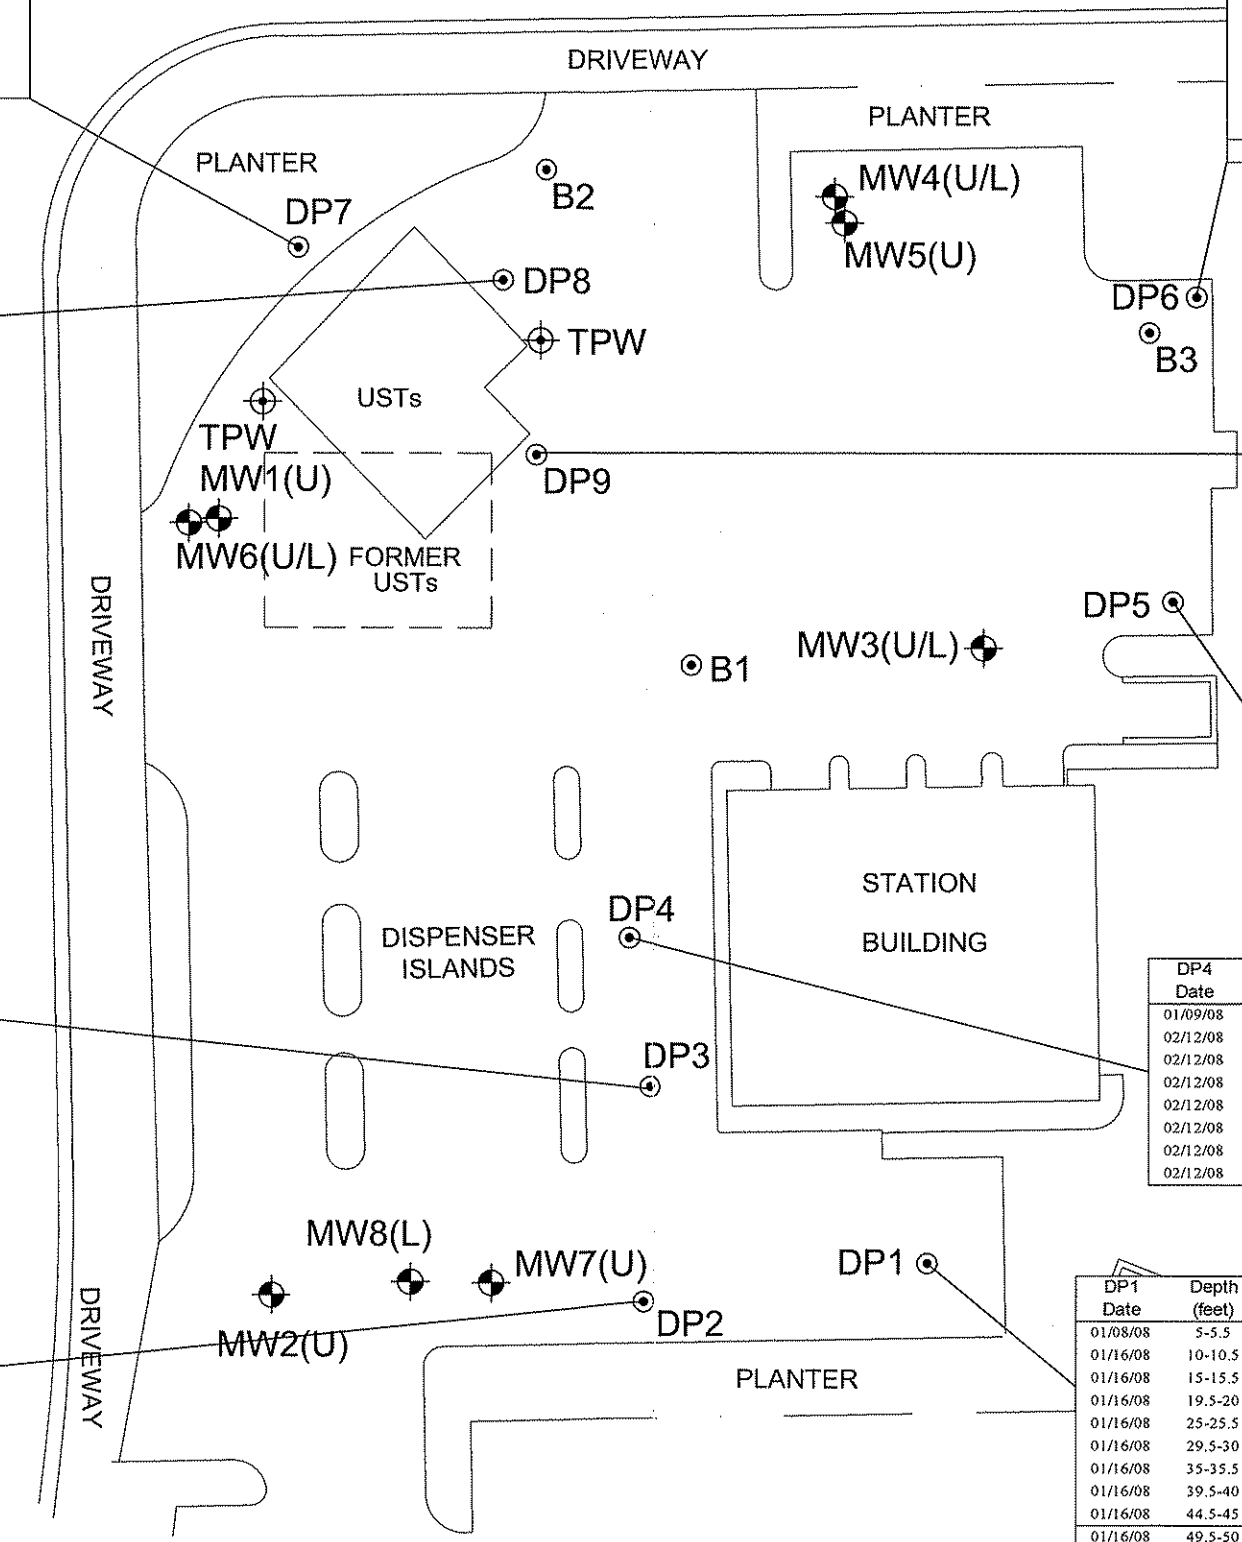 DRIVEWAY
PLANTER
PLANTER
MW4(U/L)
B2
DP7
MW5(U)
DP8
DP6
TPW
B3
USTs
TPW
MW1(U)
DP9
MW6(U/L)
FORMER
USTs
DRIVEWAY
DP5
MW3(U/L)
B1
STATION
BUILDING
DP4
DISPENSER
ISLANDS
DP4
Date
01/09/08
02/12/08
02/12/08
02/12/08
02/12/08
02/12/08
02/12/08
02/12/08
DP3
MW8(L)
MW7(U)
DP1
DRIVEWAY
MW2(U)
DP2
PLANTER
DP1 Depth
Date (feet)
01/08/08 5-5.5
01/16/08 10-10.5
01/16/08 15-15.5
01/16/08 19.5-20
01/16/08 25-25.5
01/16/08 29.5-30
01/16/08 35-35.5
01/16/08 39.5-40
01/16/08 44.5-45
01/16/08 49.5-50